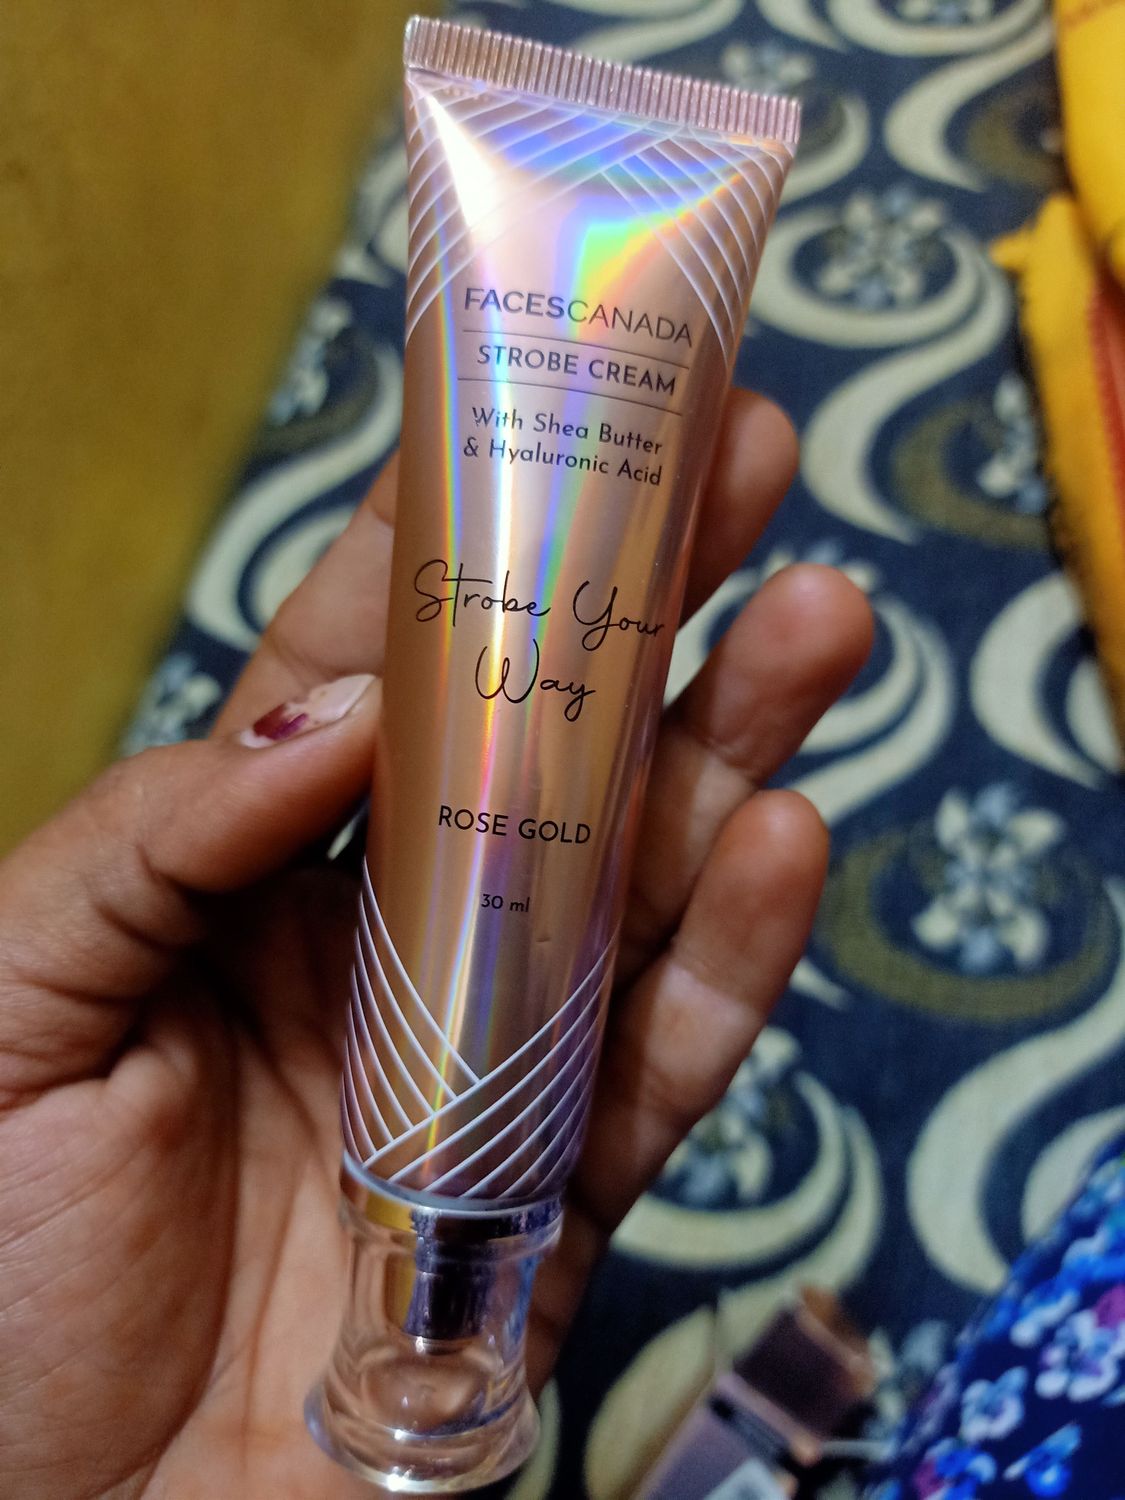 FACESCANADA
STROBE CREAM
With Shea Butter
& Hyaluronic Acid
Strobe Your
Way
ROSE GOLD
30 ml